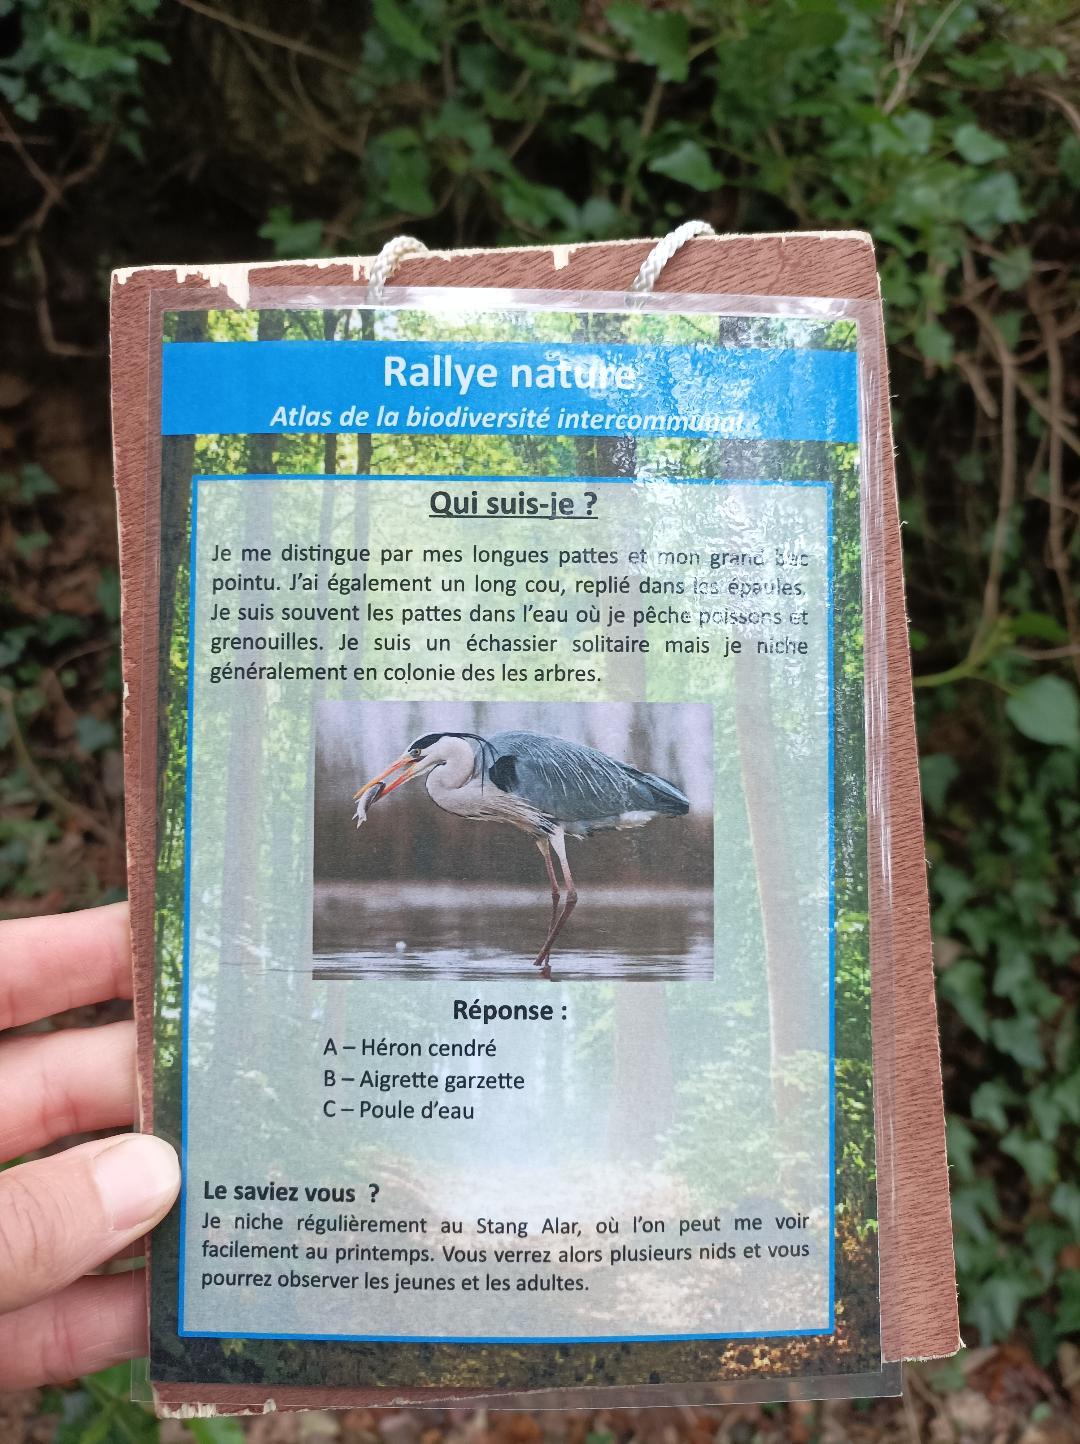 Rallye nature
Atlas de la biodiversité intercommunal
Qui suis-je ?
Je me distingue par mes longues pattes et mon grand bec
pointu. J'ai également un long cou, replié dans les épaules.
Je suis souvent les pattes dans l'eau où je pêche poissons et
grenouilles. Je suis un échassier solitaire mais je niche
généralement en colonie des les arbres.
Réponse :
A – Héron cendré
B – Aigrette garzette
C – Poule d'eau
Le saviez vous ?
Je niche régulièrement au Stang Alar, où l'on peut me voir
facilement au printemps. Vous verrez alors plusieurs nids et vous
pourrez observer les jeunes et les adultes.